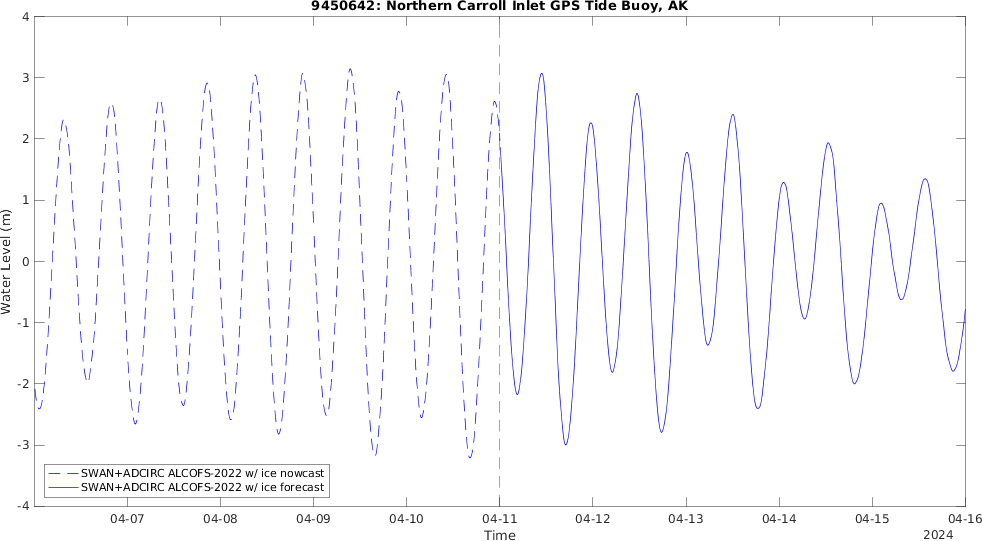 9450642: Northern Carroll Inlet GPS Tide Buoy, AK
4
3
2
1
0
-1
-2
-3
-4
Water Level (m)
SWAN+ADCIRC ALCOFS-2022 w/ ice nowcast
SWAN+ADCIRC ALCOFS-2022 w/ ice forecast
04-07 04-08 04-09 04-10 04-11 04-12 04-13 04-14 04-15 04-16
Time
2024